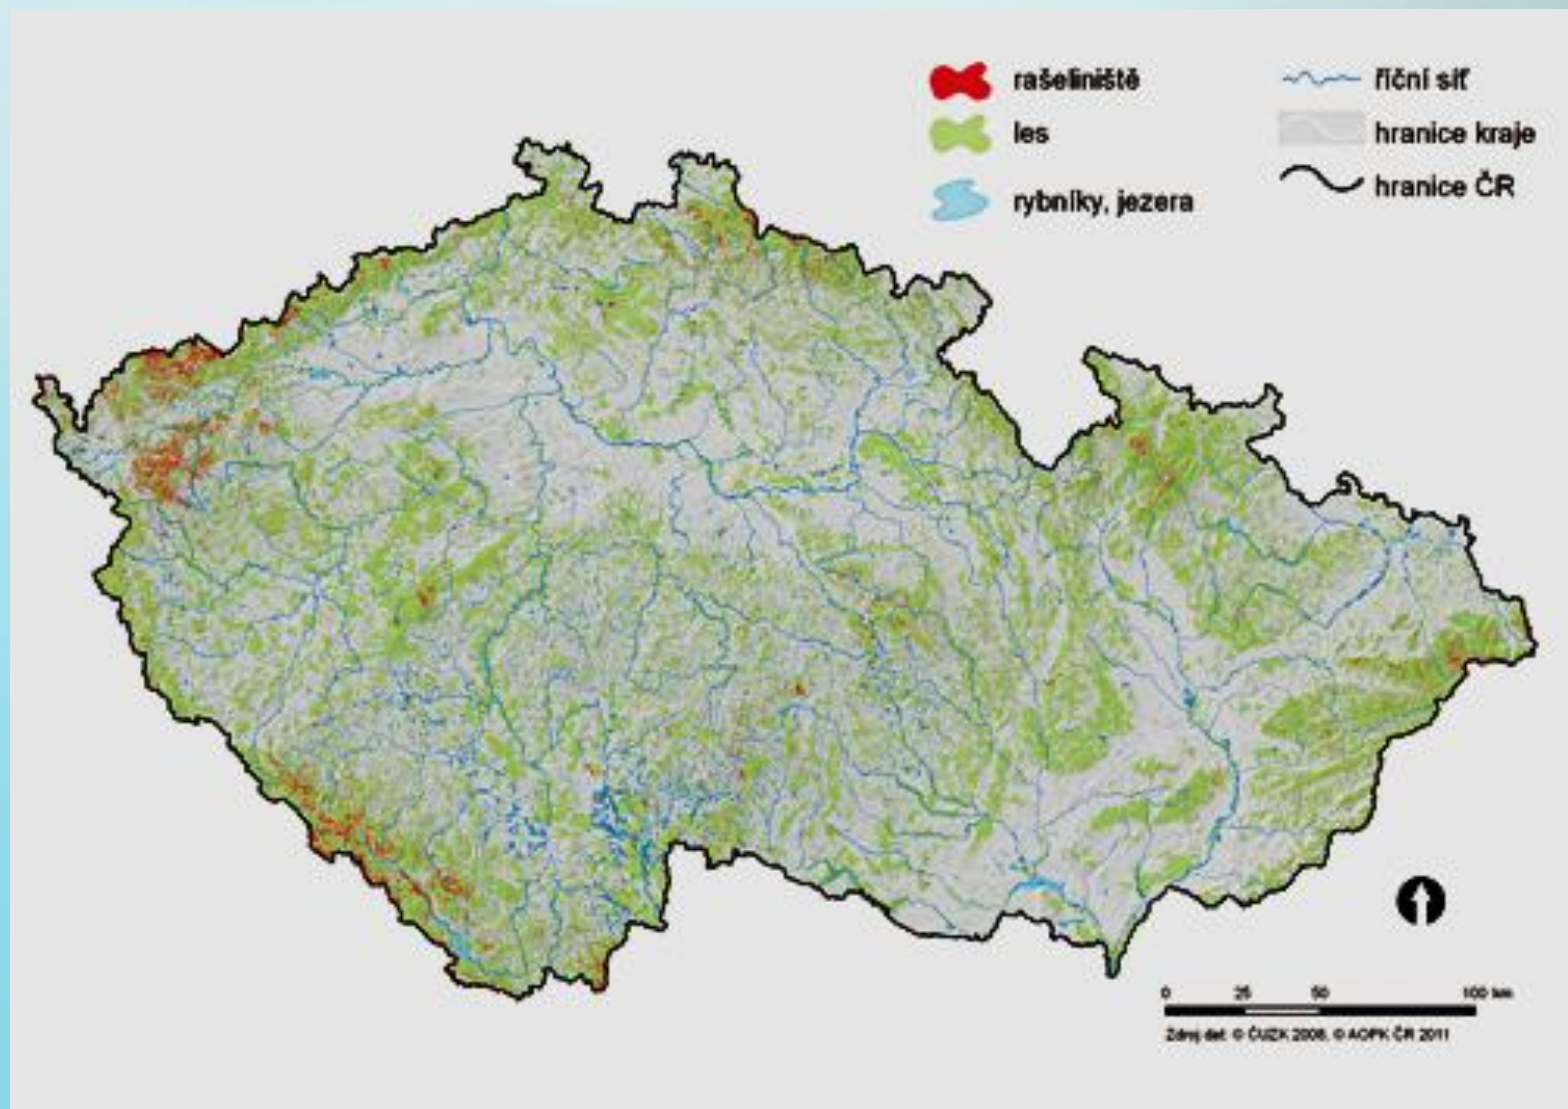 rašeliniště
les
rybníky, jezera
říční síť
hranice kraje
hranice ČR
0 25 50 100 km
Zdroj dat: © ČUZK 2008, © AOPK ČR 2011